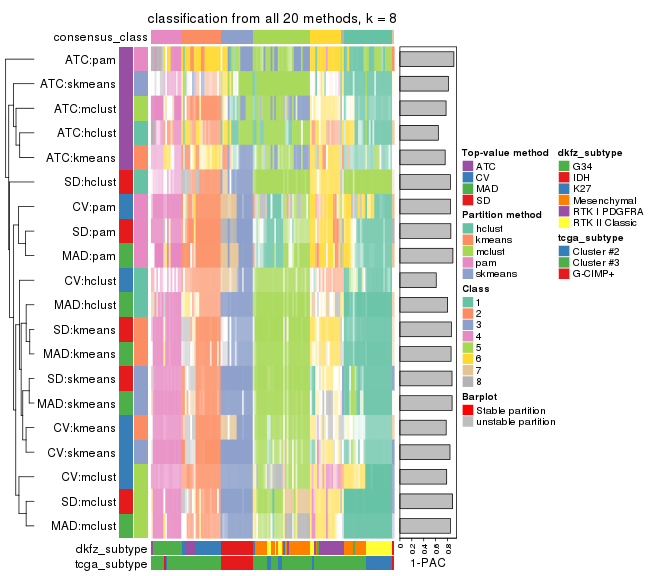 classification from all 20 methods, k = 8
consensus_class
ATC:pam
ATC:skmeans
ATC:mclust
ATC:hclust
ATC:kmeans
SD:hclust
CV:pam
SD:pam
MAD:pam
CV:hclust
MAD:hclust
SD:kmeans
MAD:kmeans
SD:skmeans
MAD:skmeans
CV:kmeans
CV:skmeans
CV:mclust
SD:mclust
MAD:mclust
dkfz_subtype
tcga_subtype
0 0.2 0.4 0.6 0.8
1-PAC
Top-value method
ATC
CV
MAD
SD
Partition method
hclust
kmeans
mclust
pam
skmeans
Class
1
2
3
4
5
6
7
8
Barplot
Stable partition
unstable partition
dkfz_subtype
G34
IDH
K27
Mesenchymal
RTK I PDGFRA
RTK II Classic
tcga_subtype
Cluster #2
Cluster #3
G-CIMP+